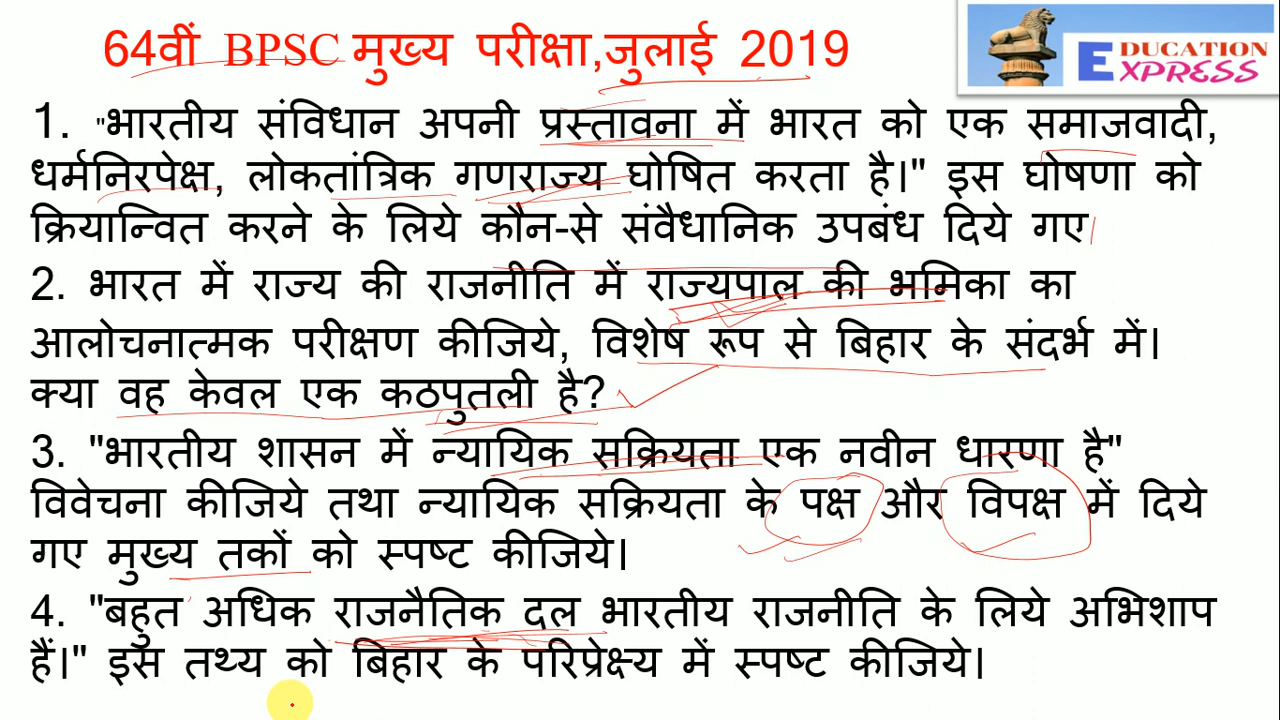 64वीं BPSC मुख्य परीक्षा,जुलाई 2019
EDUCATION
EXPRESS
1. "भारतीय संविधान अपनी प्रस्तावना में भारत को एक समाजवादी,
धर्मनिरपेक्ष, लोकतांत्रिक गणराज्य घोषित करता है।" इस घोषणा को
क्रियान्वित करने के लिये कौन-से संवैधानिक उपबंध दिये गए
2. भारत में राज्य की राजनीति में राज्यपाल की भमिका का
आलोचनात्मक परीक्षण कीजिये, विशेष रूप से बिहार के संदर्भ में।
क्या वह केवल एक कठपुतली है?
3. "भारतीय शासन में न्यायिक सक्रियता एक नवीन धारणा है"
विवेचना कीजिये तथा न्यायिक सक्रियता के पक्ष और विपक्ष में दिये
गए मुख्य तकों को स्पष्ट कीजिये।
4. "बहुत अधिक राजनैतिक दल भारतीय राजनीति के लिये अभिशाप
हैं।" इस तथ्य को बिहार के परिप्रेक्ष्य में स्पष्ट कीजिये।